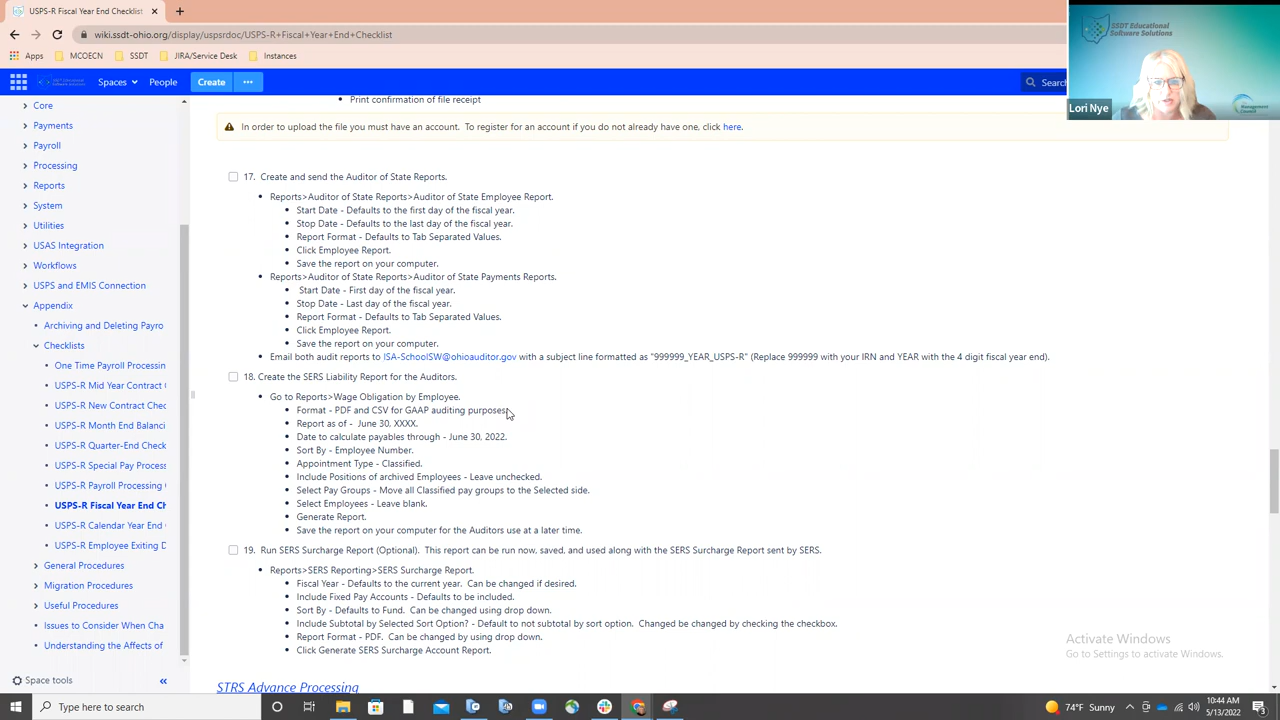 USPS-R Fiscal Year End Checklist
wiki.ssdt-ohio.org/display/uspsrdoc/USPS-R+Fiscal+Year+End+Checklist
Apps
MCOECN
SSDT
JIRA/Service Desk
Instances
SSDT Educational
Software Solutions
Management
Council
Lori Nye
Spaces
People
Create
Search
Core
Payments
Payroll
Processing
Reports
System
Utilities
USAS Integration
Workflows
USPS and EMIS Connection
Appendix
Archiving and Deleting Payro
Checklists
One Time Payroll Processin
USPS-R Mid Year Contract
USPS-R New Contract Chec
USPS-R Month End Balanci
USPS-R Quarter-End Check
USPS-R Special Pay Process
USPS-R Payroll Processing
USPS-R Fiscal Year End Ch
USPS-R Calendar Year End
USPS-R Employee Exiting D
General Procedures
Migration Procedures
Useful Procedures
Issues to Consider When Cha
Understanding the Affects of
Space tools
Print confirmation of file receipt
In order to upload the file you must have an account. To register for an account if you do not already have one, click here.
17. Create and send the Auditor of State Reports.
Reports>Auditor of State Reports>Auditor of State Employee Report.
Start Date - Defaults to the first day of the fiscal year.
Stop Date - Defaults to the last day of the fiscal year.
Report Format - Defaults to Tab Separated Values.
Click Employee Report.
Save the report on your computer.
Reports>Auditor of State Reports>Auditor of State Payments Reports.
Start Date - First day of the fiscal year.
Stop Date - Last day of the fiscal year.
Report Format - Defaults to Tab Separated Values.
Click Employee Report.
Save the report on your computer.
Email both audit reports to ISA-SchoolSW@ohioauditor.gov with a subject line formatted as "999999_YEAR_USPS-R" (Replace 999999 with your IRN and YEAR with the 4 digit fiscal year end).
18. Create the SERS Liability Report for the Auditors.
Go to Reports>Wage Obligation by Employee.
Format - PDF and CSV for GAAP auditing purposes.
Report as of - June 30, XXXX.
Date to calculate payables through - June 30, 2022.
Sort By - Employee Number.
Appointment Type - Classified.
Include Positions of archived Employees - Leave unchecked.
Select Pay Groups - Move all Classified pay groups to the Selected side.
Select Employees - Leave blank.
Generate Report.
Save the report on your computer for the Auditors use at a later time.
19. Run SERS Surcharge Report (Optional). This report can be run now, saved, and used along with the SERS Surcharge Report sent by SERS.
Reports>SERS Reporting>SERS Surcharge Report.
Fiscal Year - Defaults to the current year. Can be changed if desired.
Include Fixed Pay Accounts - Defaults to be included.
Sort By - Defaults to Fund. Can be changed using drop down.
Include Subtotal by Selected Sort Option? - Default to not subtotal by sort option. Changed be changed by checking the checkbox.
Report Format - PDF. Can be changed by using drop down.
Click Generate SERS Surcharge Account Report.
STRS Advance Processing
Activate Windows
Go to Settings to activate Windows.
Type here to search
74°F Sunny
10:44 AM
5/13/2022
3